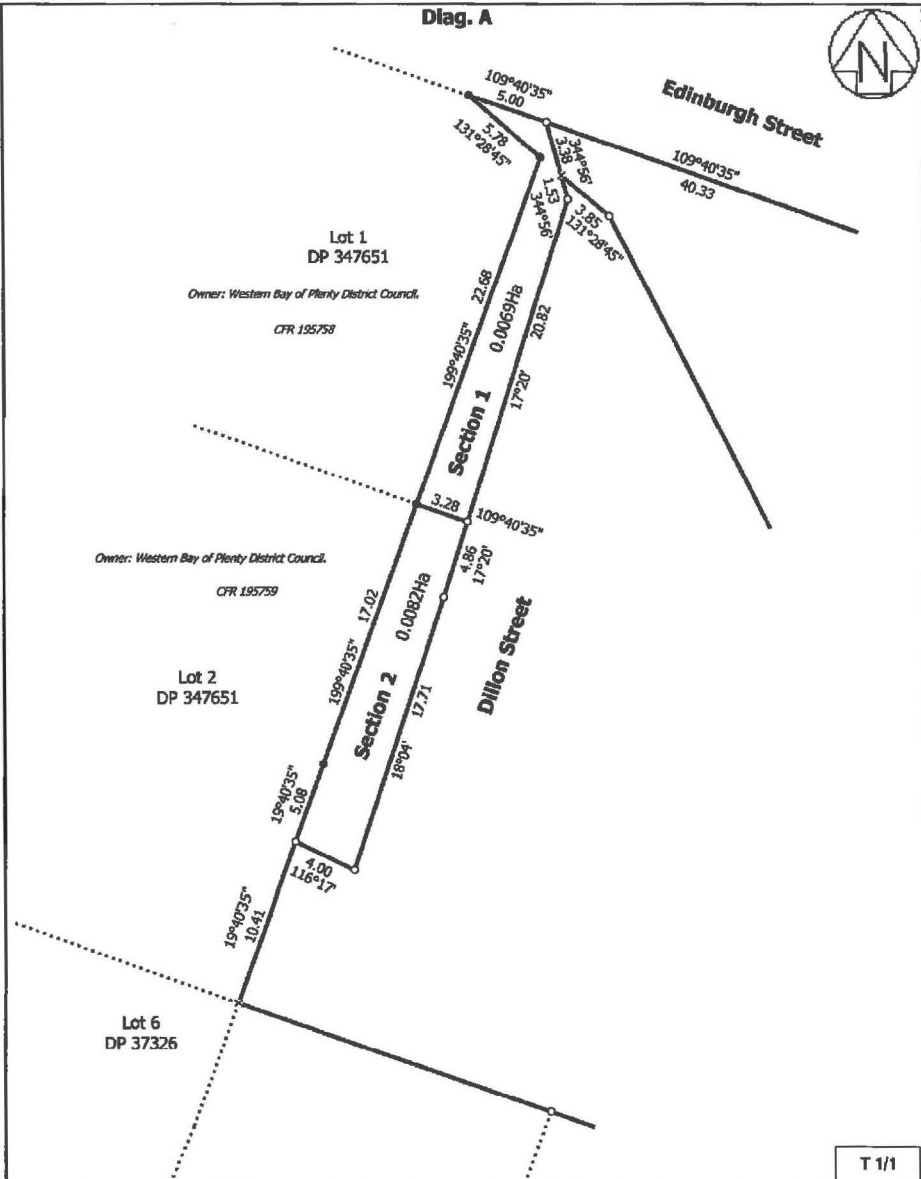 Diag. A
N
109°40'35"
5.00
Edinburgh Street
5.78
131°28'45"
344°56'
3.38
109°40'35"
40.33
1.53
344°56'
3.85
131°28'45"
Lot 1
DP 347651
Owner: Western Bay of Plenty District Council.
CFR 195758
22.68
199°40'35"
0.0069Ha
Section 1
20.82
17°20'
3.28
109°40'35"
Owner: Western Bay of Plenty District Council.
CFR 195759
4.86
17°20'
17.02
199°40'35"
0.0082Ha
Section 2
Dillon Street
Lot 2
DP 347651
17.71
18°04'
19°40'35"
5.08
4.00
116°17'
19°40'35"
10.41
Lot 6
DP 37326
T 1/1